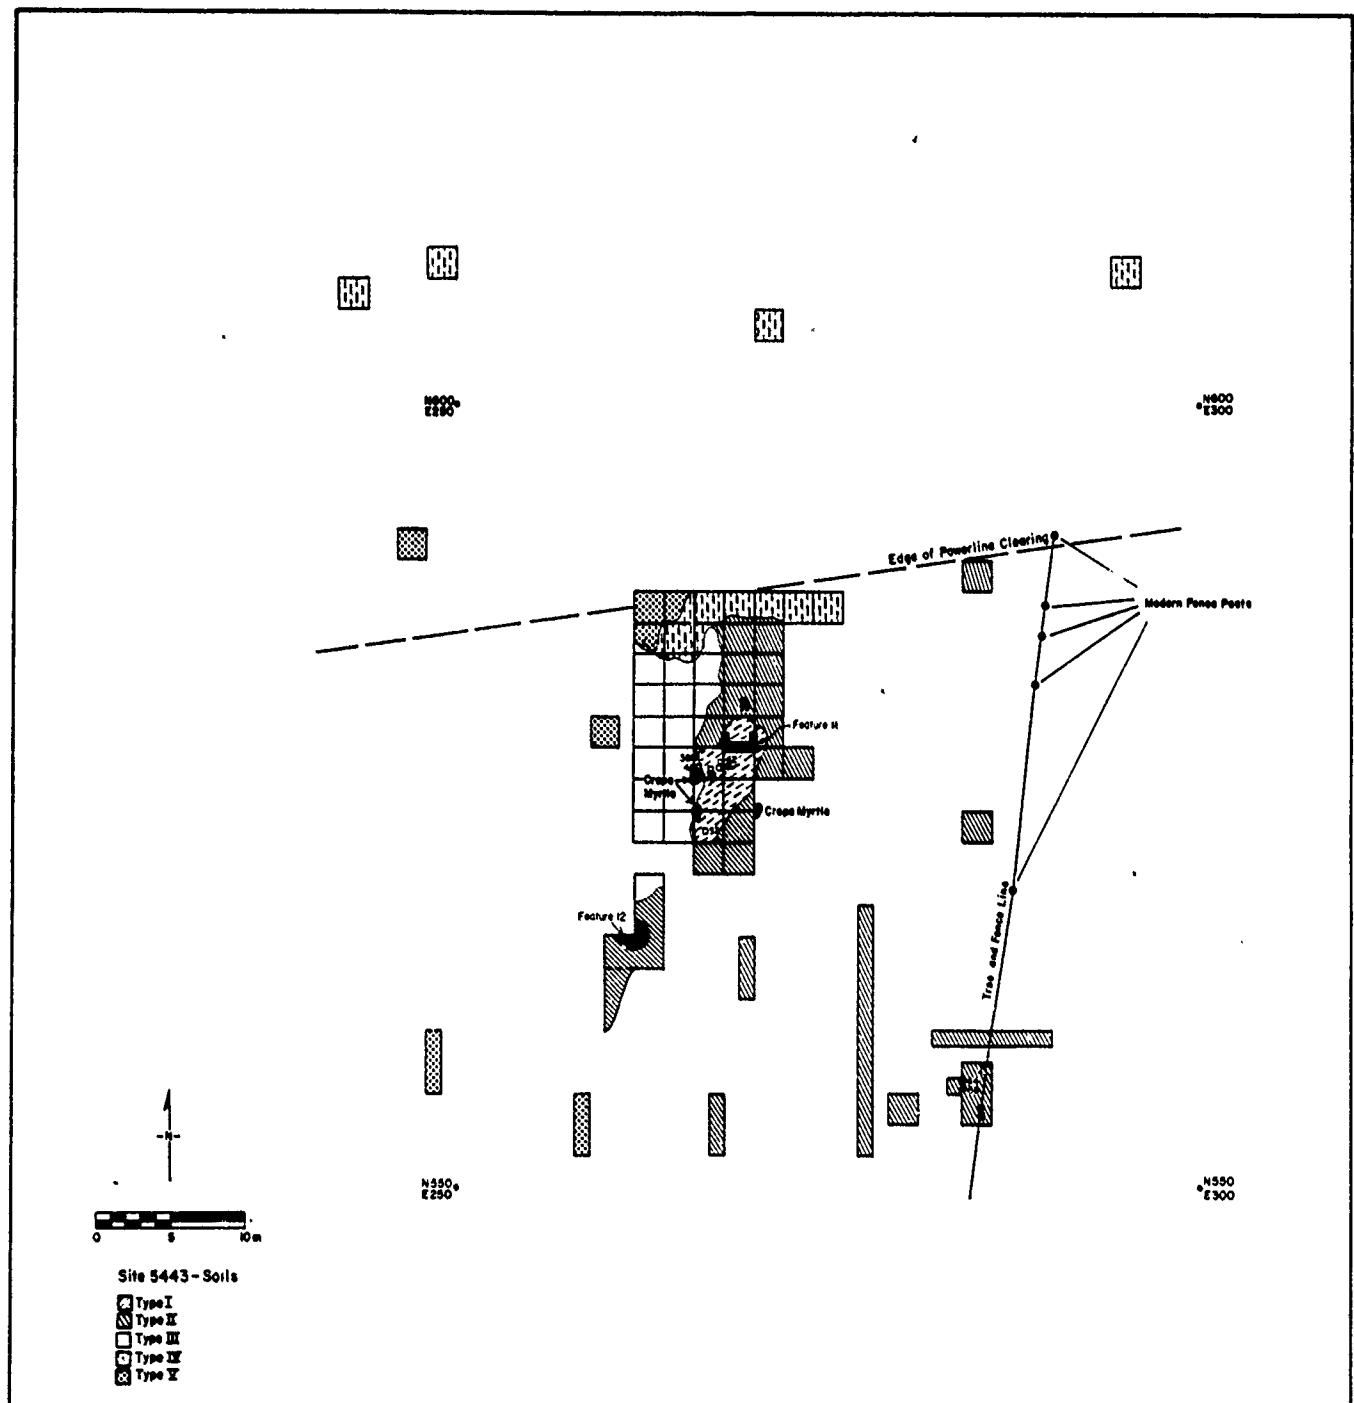 N600
E250
N600
E300
Edge of Powerline Clearing
Modern Fence Posts
Feature 11
Crepe
Myrtle
Crepe Myrtle
Feature 12
Tree and Fence Line
-N-
N550
E250
N550
E300
0 5 10m
Site 5443-Soils
Type I
Type II
Type III
Type IV
Type V